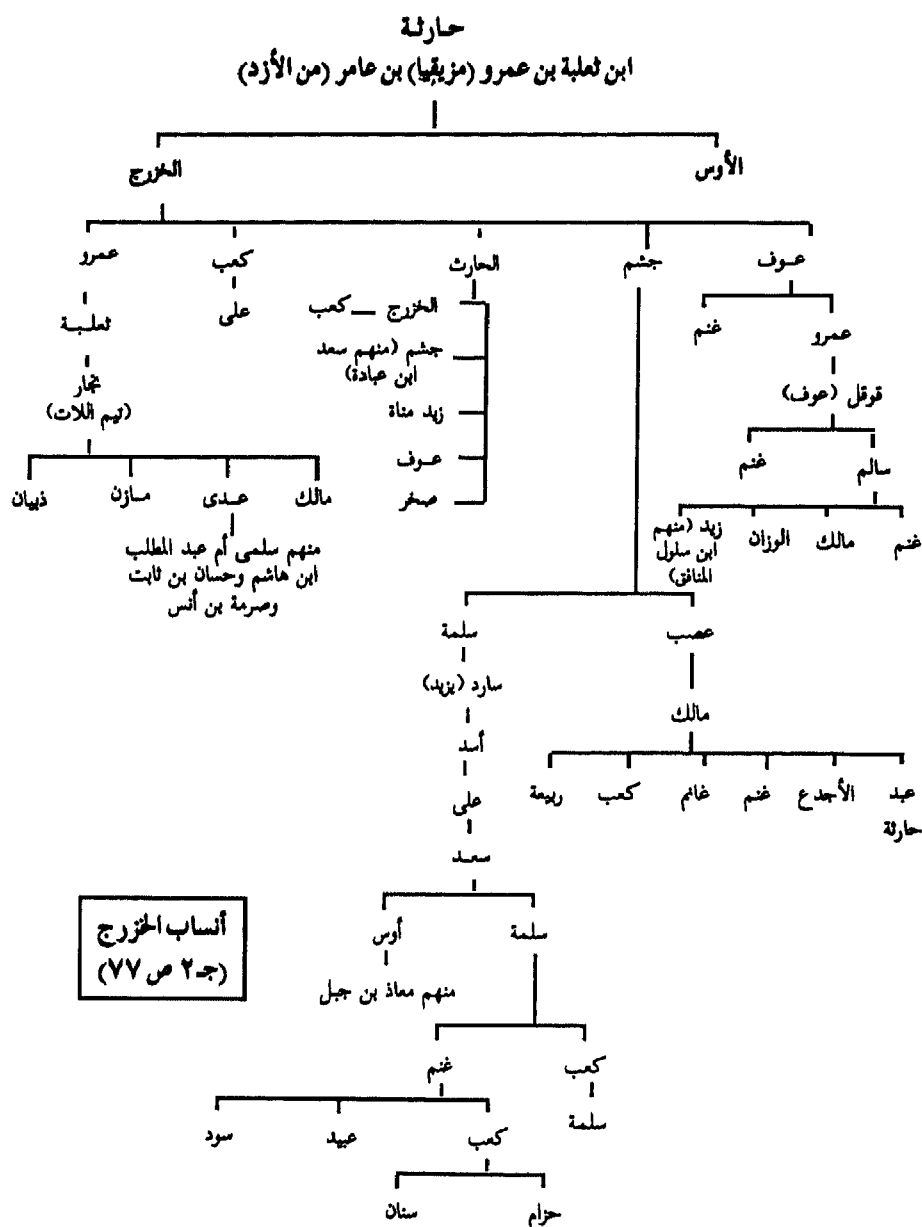 حارثة
ابن ثعلبة بن عمرو (مزيقيا) بن عامر (من الأزد)
الأوس
الخزرج
عوف
جشم
الحارث
كعب
عمرو
عمرو
غنم
الخزرج — كعب
على
ثعلبة
جشم (منهم سعد
ابن عبادة)
قوقل (عوف)
نجار
(تيم اللات)
زيد مناة
سالم
غنم
عوف
صخر
مالك
عدى
مازن
ذبيان
غنم
مالك
الوزان
زيد (منهم
ابن سلول
المنافق)
منهم سلمى أم عبد المطلب
ابن هاشم وحسان بن ثابت
وصرمة بن أنس
عصب
سلمة
مالك
سارد (يزيد)
أسد
عبد
حارثة
الأجدع
غنم
غانم
كعب
ربيعة
على
سعد
سلمة
أوس
منهم معاذ بن جبل
أنساب الخزرج
(جـ٢ ص ٧٧)
كعب
غنم
سلمة
كعب
عبيد
سود
حزام
سنان